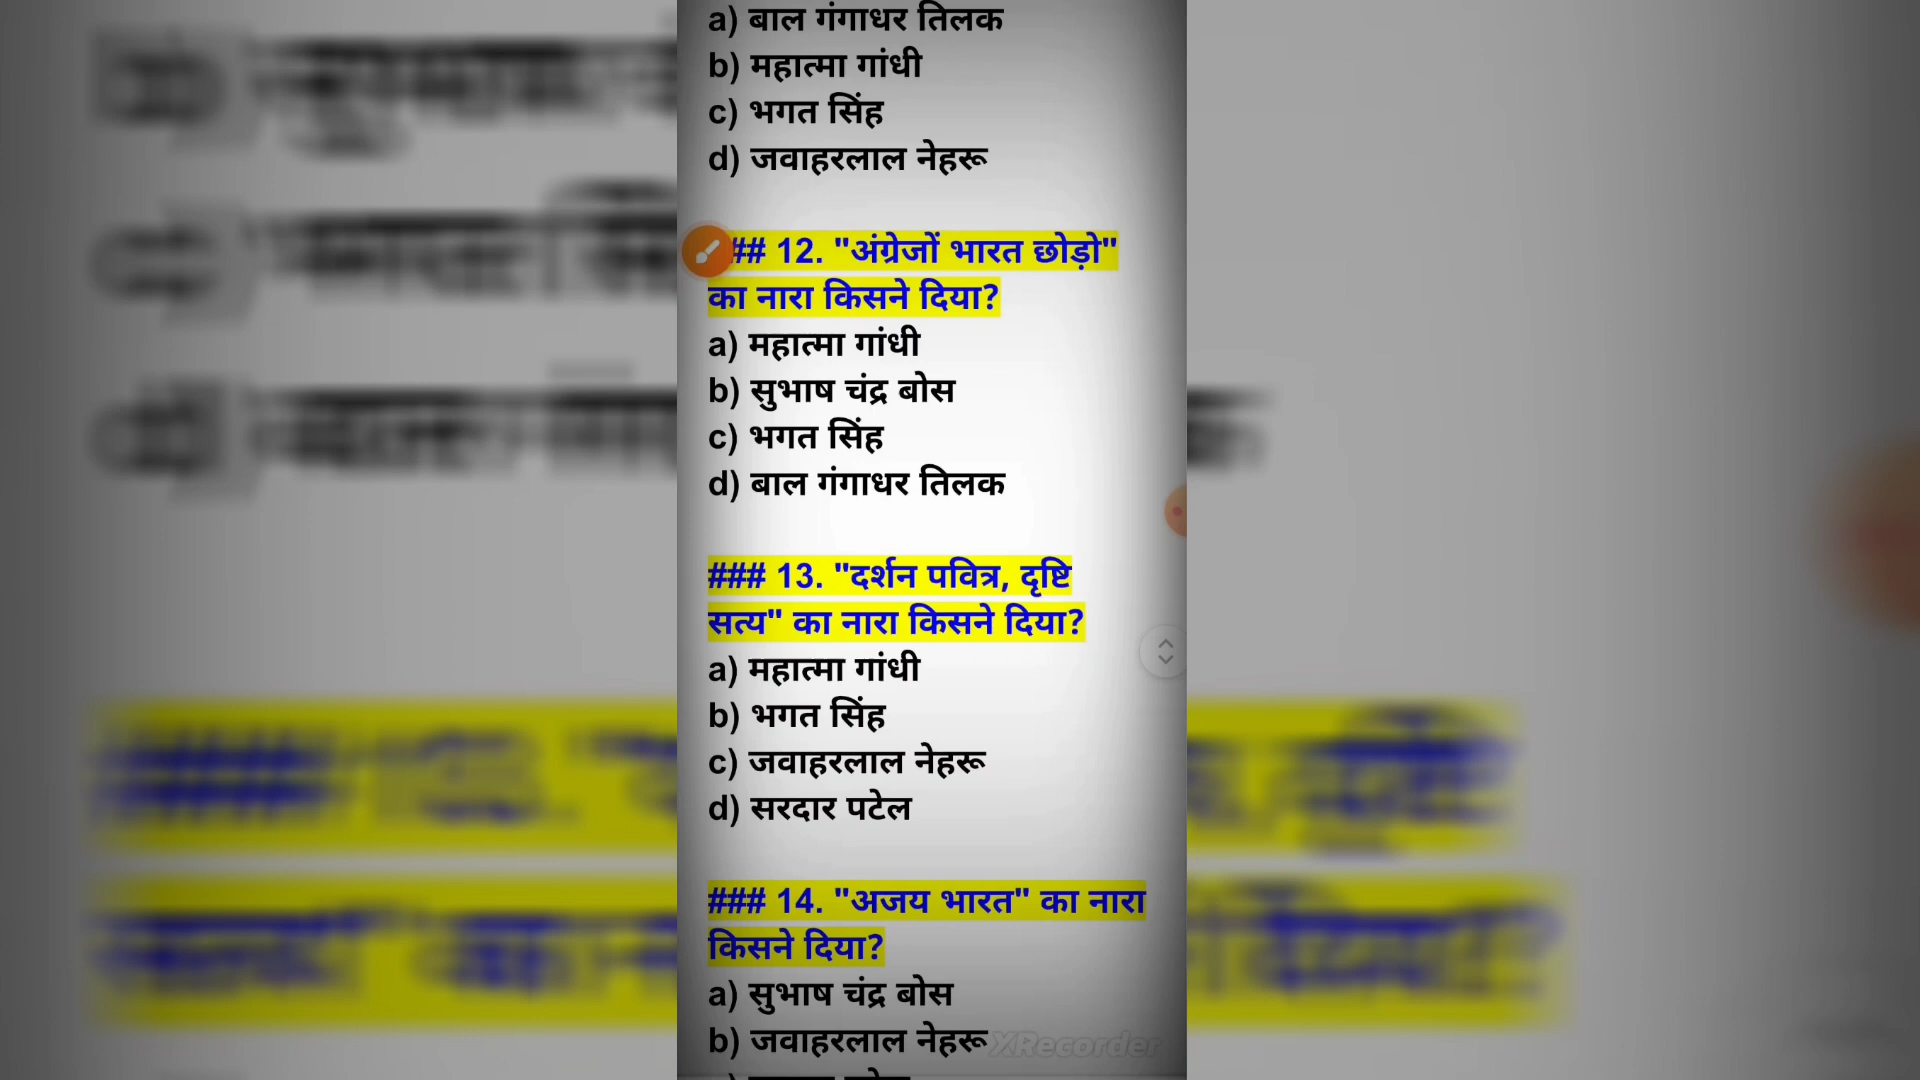 a) बाल गंगाधर तिलक
b) महात्मा गांधी
c) भगत सिंह
d) जवाहरलाल नेहरू
## 12. "अंग्रेजों भारत छोड़ो"
का नारा किसने दिया?
a) महात्मा गांधी
b) सुभाष चंद्र बोस
c) भगत सिंह
d) बाल गंगाधर तिलक
### 13. "दर्शन पवित्र, दृष्टि
सत्य" का नारा किसने दिया?
a) महात्मा गांधी
b) भगत सिंह
c) जवाहरलाल नेहरू
d) सरदार पटेल
### 14. "अजय भारत" का नारा
किसने दिया?
a) सुभाष चंद्र बोस
b) जवाहरलाल नेहरू
XRecorder